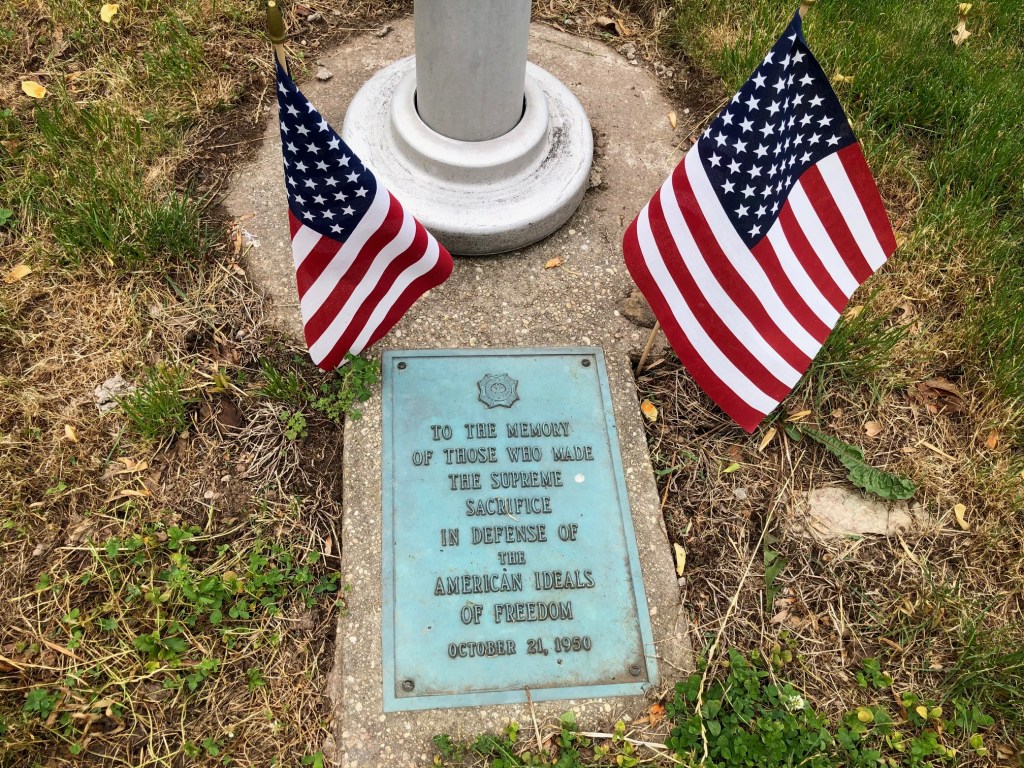 TO THE MEMORY
OF THOSE WHO MADE
THE SUPREME
SACRIFICE
IN DEFENSE OF
THE
AMERICAN IDEALS
OF FREEDOM
OCTOBER 21, 1950